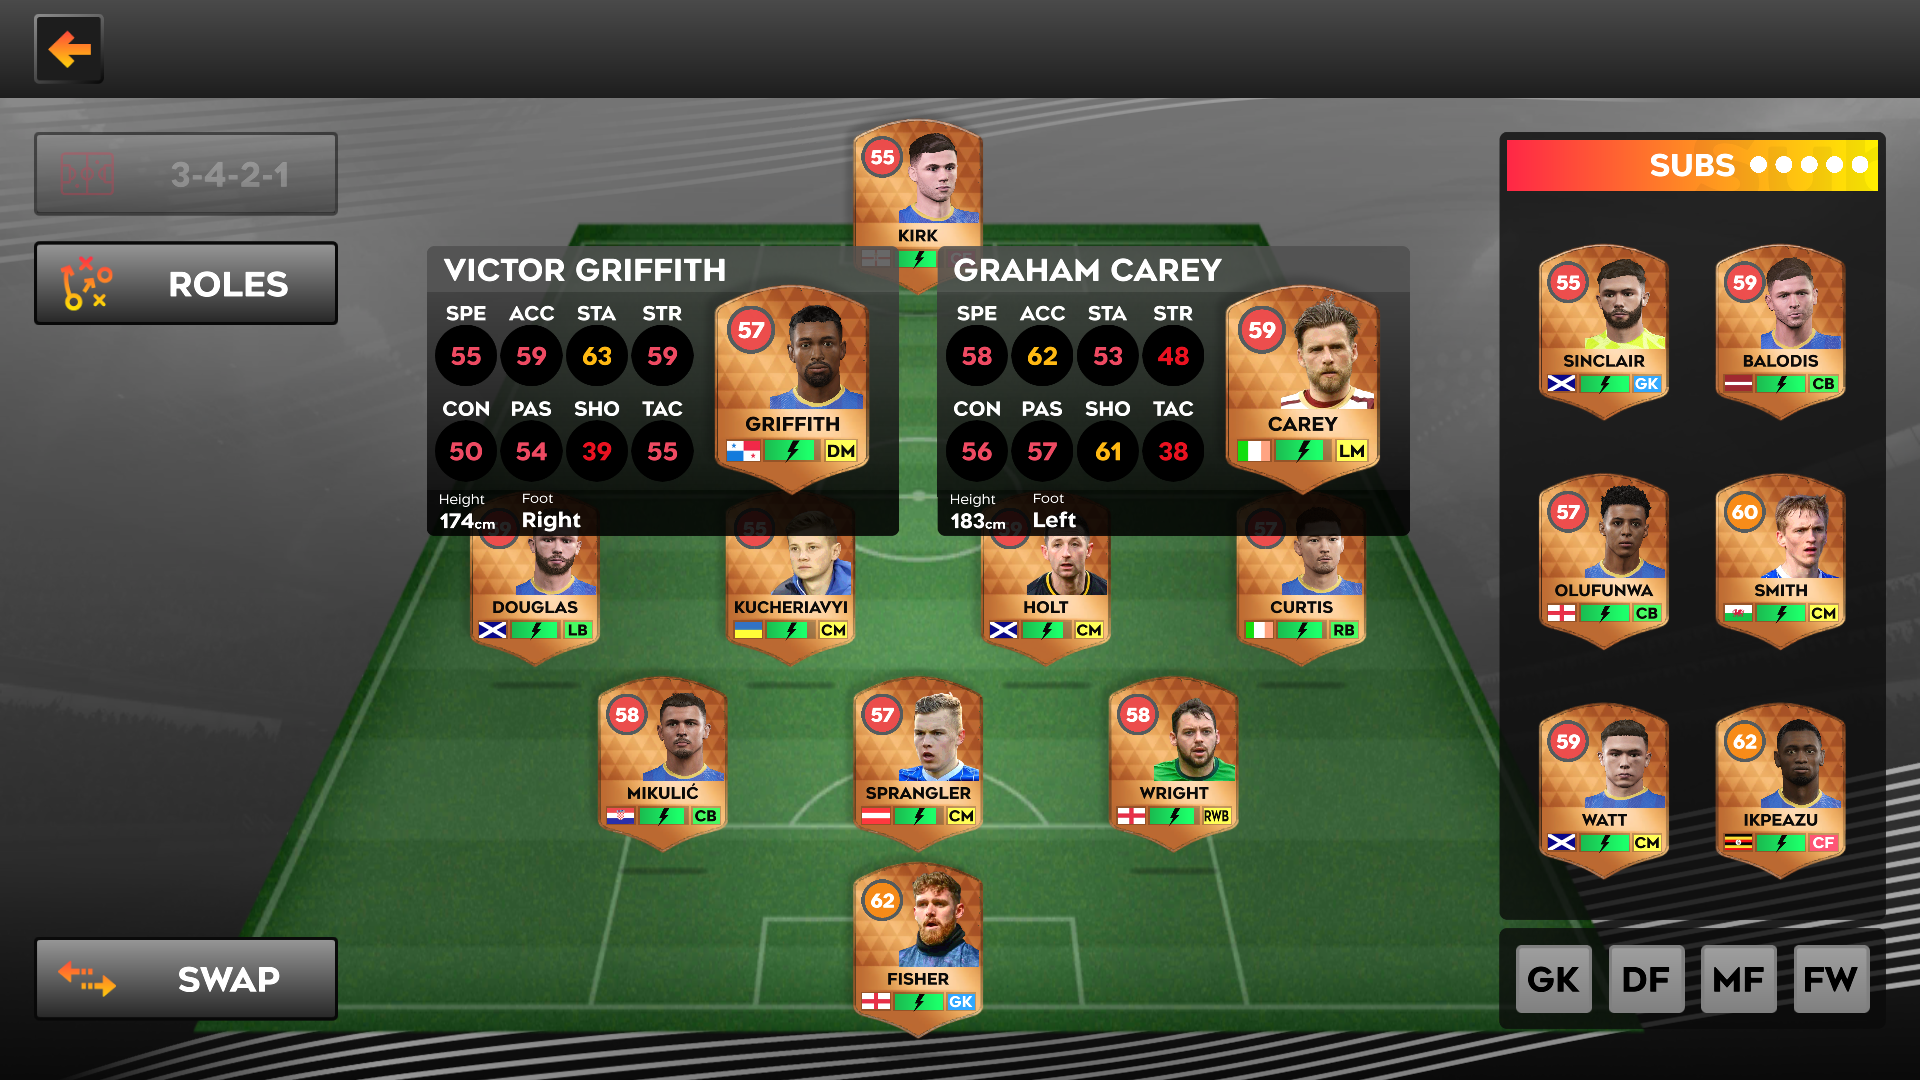 3-4-2-1
ROLES
SWAP
55
KIRK
VICTOR GRIFFITH
SPE ACC STA STR
55 59 63 59
CON PAS SHO TAC
50 54 39 55
Height Foot
174cm Right
57
GRIFFITH
DM
GRAHAM CAREY
SPE ACC STA STR
58 62 53 48
CON PAS SHO TAC
56 57 61 38
Height Foot
183cm Left
59
CAREY
LM
DOUGLAS
LB
55
KUCHERIAVYI
CM
HOLT
CM
57
CURTIS
RB
58
MIKULIĆ
CB
57
SPRANGLER
CM
58
WRIGHT
RWB
62
FISHER
GK
SUBS
55
SINCLAIR
GK
59
BALODIS
CB
57
OLUFUNWA
CB
60
SMITH
CM
59
WATT
CM
62
IKPEAZU
CF
GK DF MF FW